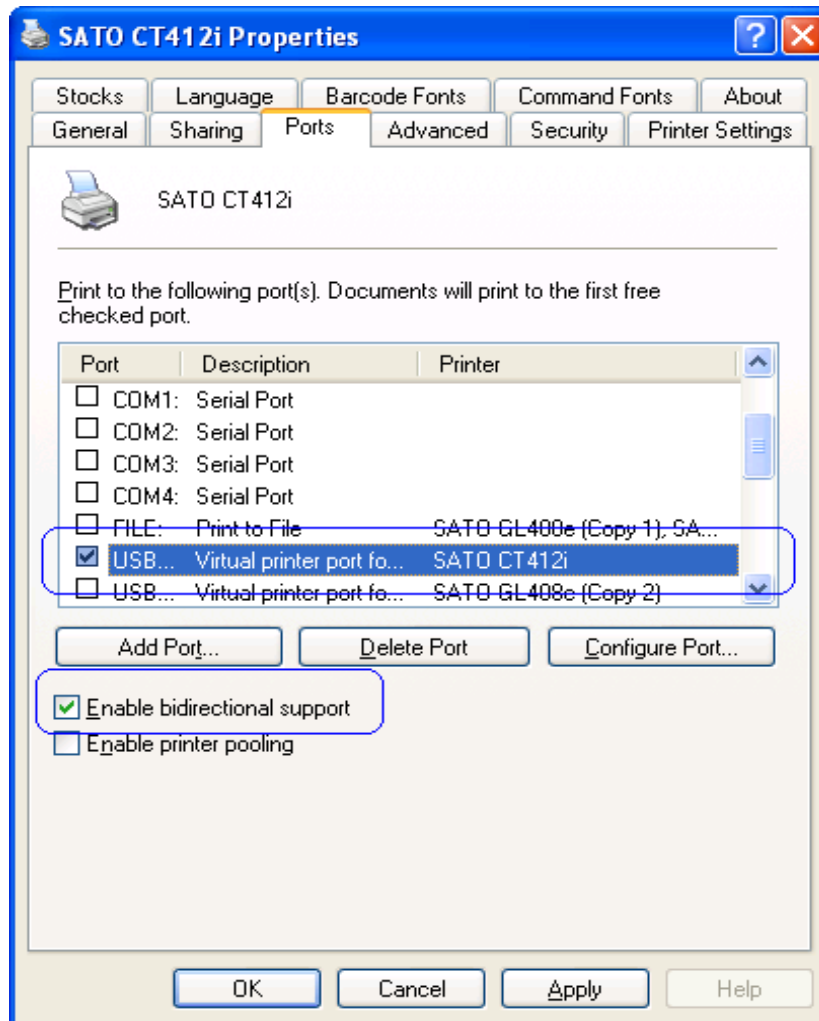 SATO CT412i Properties
Stocks Language Barcode Fonts Command Fonts About
General Sharing Ports Advanced Security Printer Settings
SATO CT412i
Print to the following port(s). Documents will print to the first free
checked port.
Port Description Printer
COM1: Serial Port
COM2: Serial Port
COM3: Serial Port
COM4: Serial Port
FILE: Print to File SATO GL400e (Copy 1), SA...
USB... Virtual printer port fo... SATO CT412i
USB... Virtual printer port fo... SATO GL408e (Copy 2)
Add Port... Delete Port Configure Port...
Enable bidirectional support
Enable printer pooling
OK Cancel Apply Help